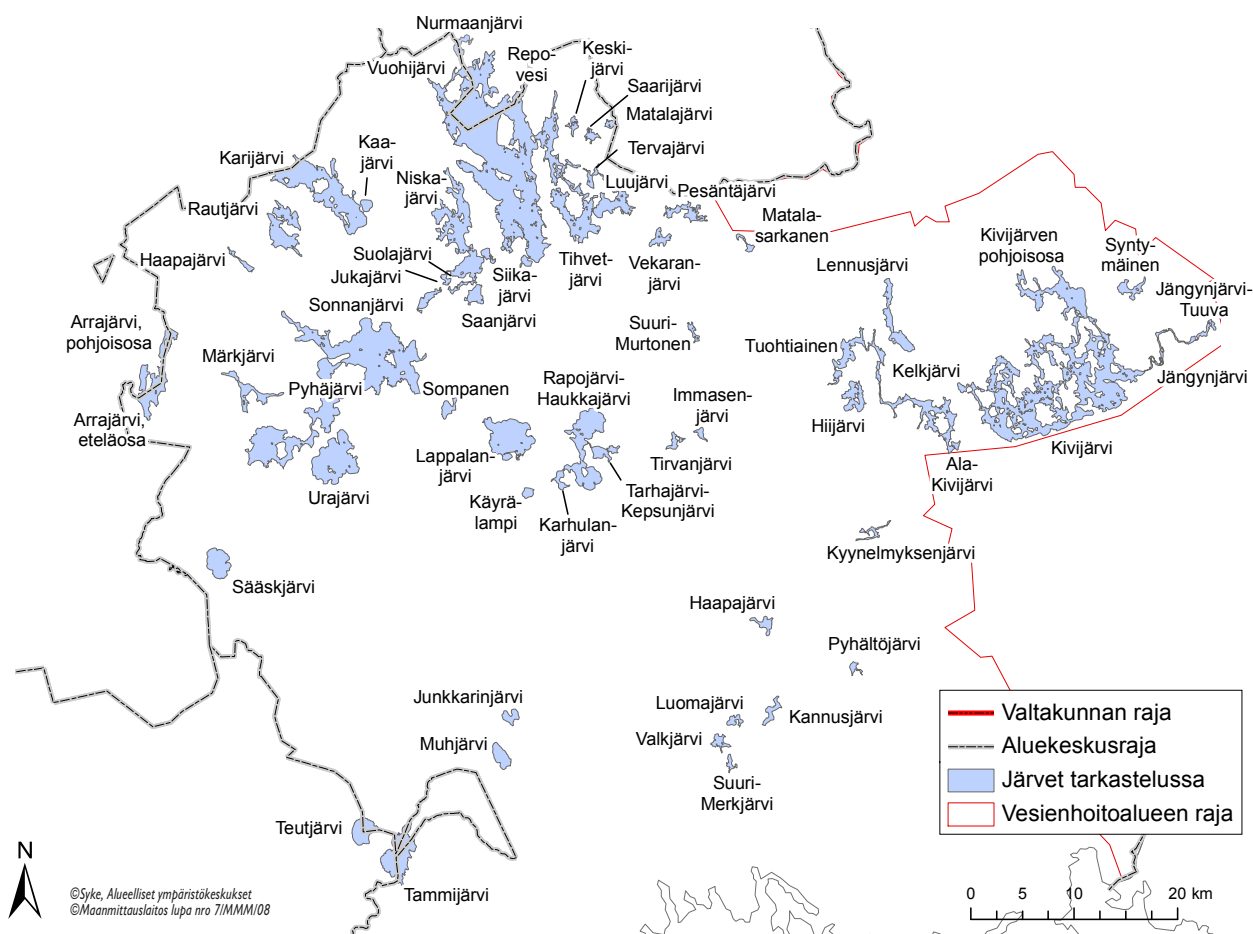 Nurmaanjärvi
Vuohijärvi
Repo-
vesi
Keski-
järvi
Saarijärvi
Matalajärvi
Tervajärvi
Luujärvi
Pesäntäjärvi
Karijärvi
Kaa-
järvi
Niska-
järvi
Rautjärvi
Haapajärvi
Suolajärvi
Jukajärvi
Siika-
järvi
Tihvet-
järvi
Vekaran-
järvi
Matala-
sarkanen
Lennusjärvi
Kivijärven
pohjoisosa
Synty-
mäinen
Jängynjärvi-
Tuuva
Sonnanjärvi
Saanjärvi
Suuri-
Murtonen
Tuohtiainen
Kelkjärvi
Jängynjärvi
Arrajärvi,
pohjoisosa
Märkjärvi
Pyhäjärvi
Sompanen
Rapojärvi-
Haukkajärvi
Immasen-
järvi
Hiijärvi
Kivijärvi
Arrajärvi,
eteläosa
Urajärvi
Lappalan-
järvi
Käyrä-
lampi
Karhulan-
järvi
Tarhajärvi-
Kepsunjärvi
Tirvanjärvi
Ala-
Kivijärvi
Kyynelmyksenjärvi
Sääskjärvi
Haapajärvi
Pyhältöjärvi
Junkkarinjärvi
Muhjärvi
Luomajärvi
Kannusjärvi
Valkjärvi
Suuri-
Merkjärvi
Teutjärvi
Tammijärvi
Valtakunnan raja
Aluekeskusraja
Järvet tarkastelussa
Vesienhoitoalueen raja
N
©Syke, Alueelliset ympäristökeskukset
©Maanmittauslaitos lupa nro 7/MMM/08
0 5 10 20 km